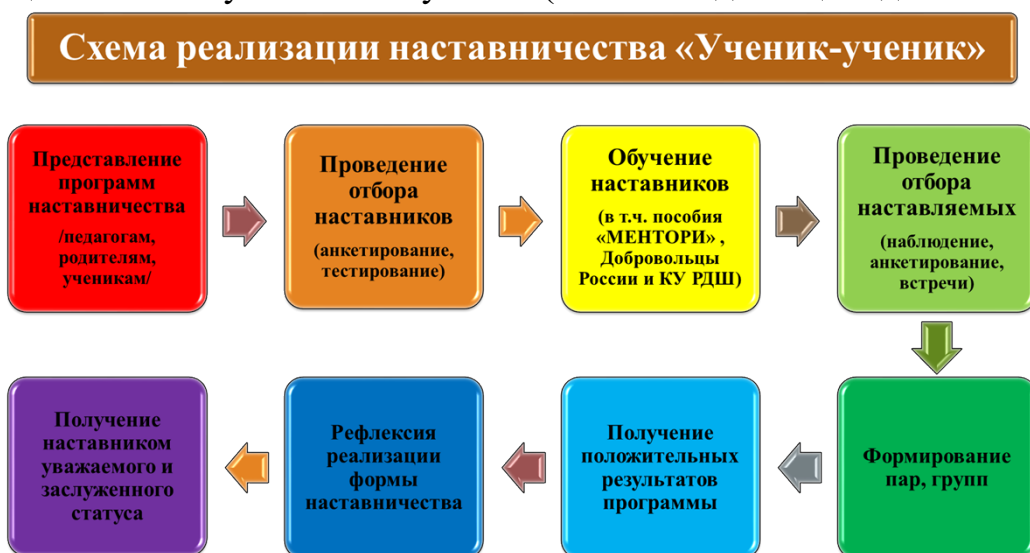 Схема реализации наставничества «Ученик-ученик»
Представление
программ
наставничества
/педагогам,
родителям,
ученикам/
Проведение
отбора
наставников
(анкетирование,
тестирование)
Обучение
наставников
(в т.ч. пособия
«МЕНТОРИ» ,
Добровольцы
России и КУ РДШ)
Проведение
отбора
наставляемых
(наблюдение,
анкетирование,
встречи)
Формирование
пар, групп
Получение
положительных
результатов
программы
Рефлексия
реализации
формы
наставничества
Получение
наставником
уважаемого и
заслуженного
статуса